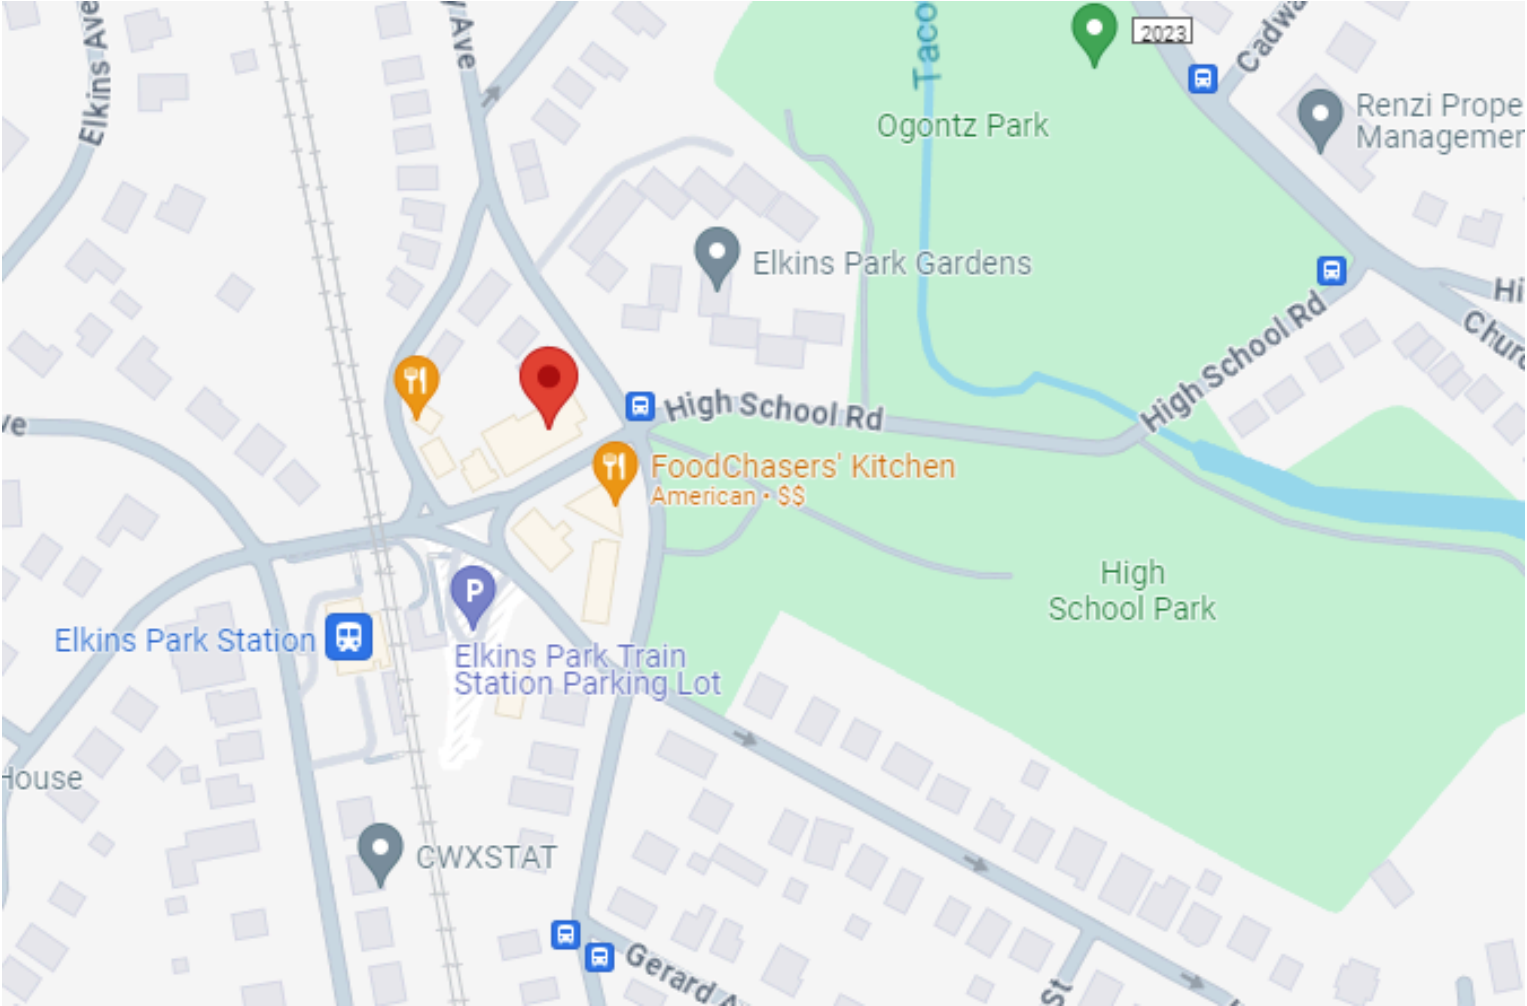 Elkins Ave
Ave
Taco
2023
Cadwa
Ogontz Park
Renzi Prope
Managemen
Elkins Park Gardens
Hi
High School Rd
Churc
High School Rd
ve
FoodChasers' Kitchen
American • $$
High
School Park
P
Elkins Park Station
Elkins Park Train
Station Parking Lot
House
CWXSTAT
Gerard A
St